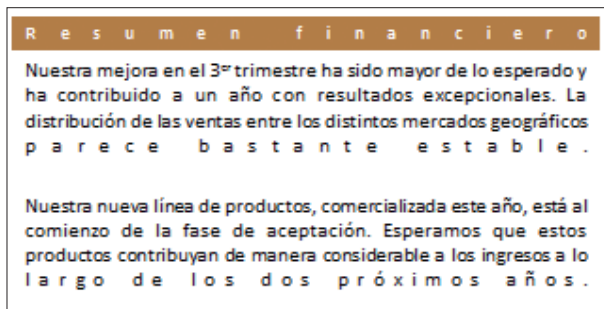 Resumen financiero
Nuestra mejora en el 3er trimestre ha sido mayor de lo esperado y
ha contribuido a un año con resultados excepcionales. La
distribución de las ventas entre los distintos mercados geográficos
parece bastante estable.
Nuestra nueva línea de productos, comercializada este año, está al
comienzo de la fase de aceptación. Esperamos que estos
productos contribuyan de manera considerable a los ingresos a lo
largo de los dos próximos años.